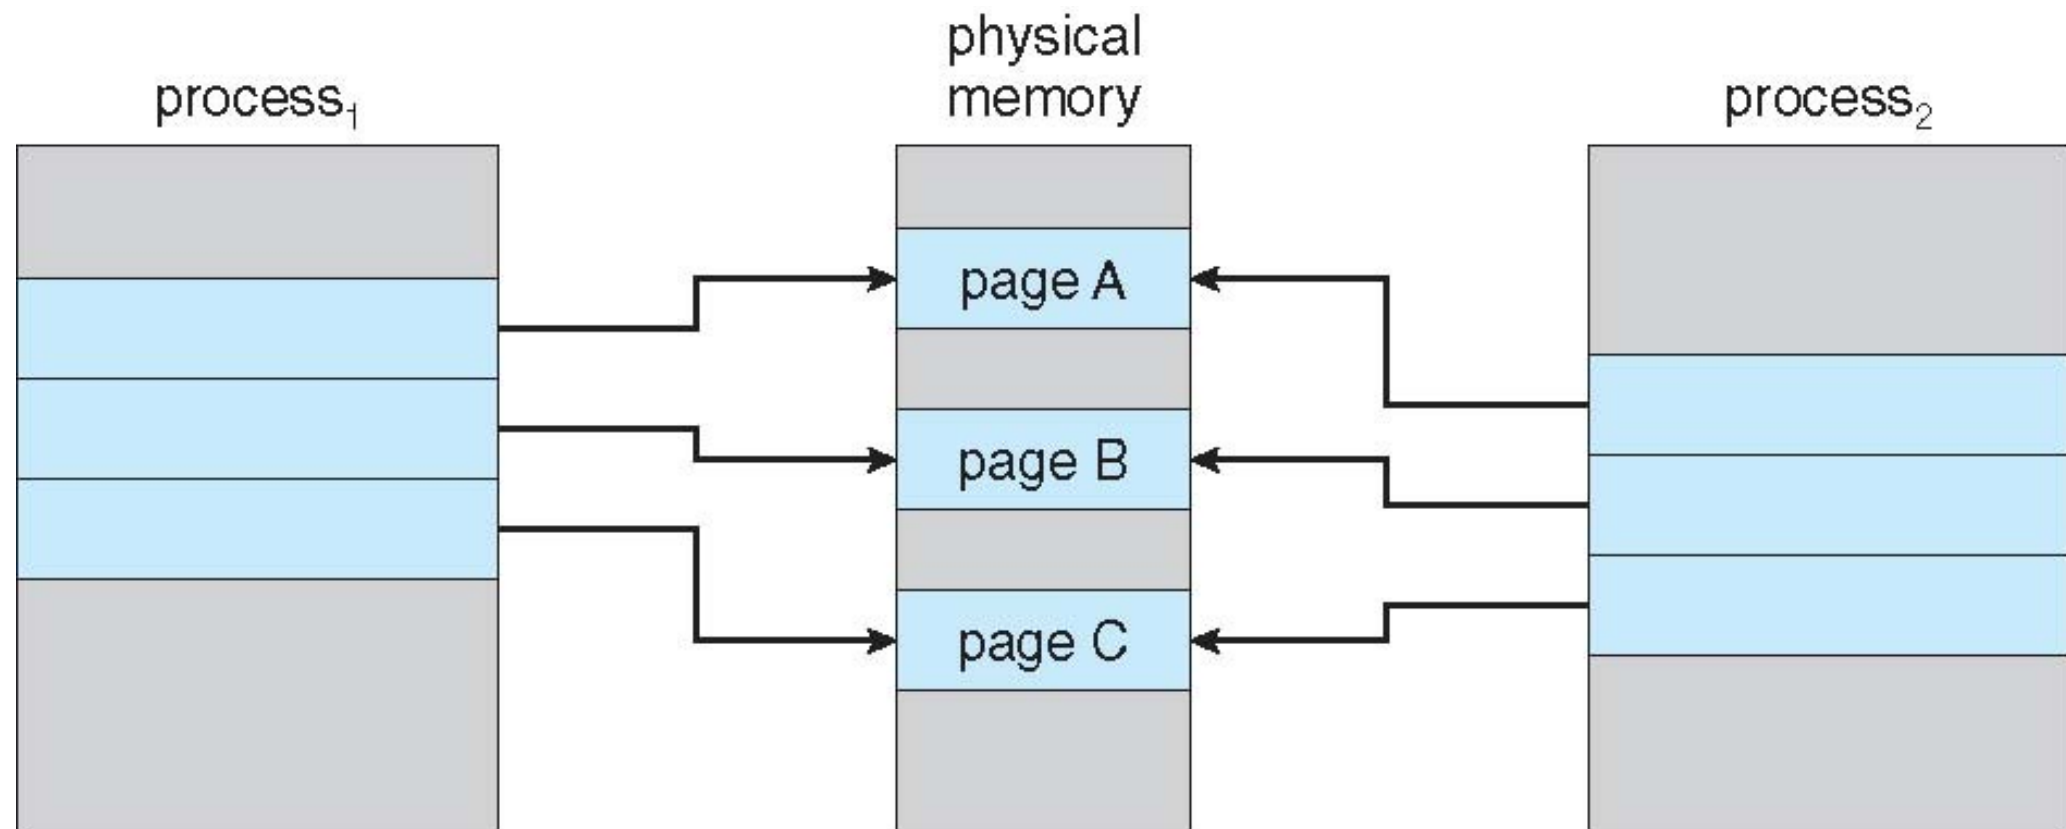 process₁
physical
memory
process₂
page A
page B
page C